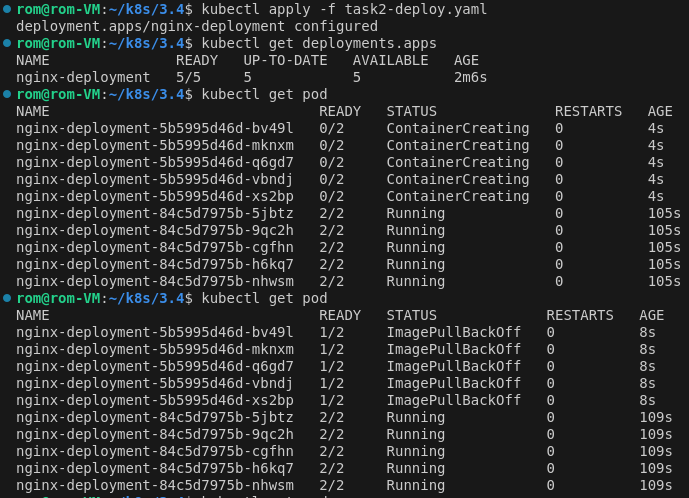 rom@rom-VM:~/k8s/3.4$ kubectl apply -f task2-deploy.yaml
deployment.apps/nginx-deployment configured
rom@rom-VM:~/k8s/3.4$ kubectl get deployments.apps
NAME READY UP-TO-DATE AVAILABLE AGE
nginx-deployment 5/5 5 5 2m6s
rom@rom-VM:~/k8s/3.4$ kubectl get pod
NAME READY STATUS RESTARTS AGE
nginx-deployment-5b5995d46d-bv49l 0/2 ContainerCreating 0 4s
nginx-deployment-5b5995d46d-mknxm 0/2 ContainerCreating 0 4s
nginx-deployment-5b5995d46d-q6gd7 0/2 ContainerCreating 0 4s
nginx-deployment-5b5995d46d-vbndj 0/2 ContainerCreating 0 4s
nginx-deployment-5b5995d46d-xs2bp 0/2 ContainerCreating 0 4s
nginx-deployment-84c5d7975b-5jbtz 2/2 Running 0 105s
nginx-deployment-84c5d7975b-9qc2h 2/2 Running 0 105s
nginx-deployment-84c5d7975b-cgfhn 2/2 Running 0 105s
nginx-deployment-84c5d7975b-h6kq7 2/2 Running 0 105s
nginx-deployment-84c5d7975b-nhwsm 2/2 Running 0 105s
rom@rom-VM:~/k8s/3.4$ kubectl get pod
NAME READY STATUS RESTARTS AGE
nginx-deployment-5b5995d46d-bv49l 1/2 ImagePullBackOff 0 8s
nginx-deployment-5b5995d46d-mknxm 1/2 ImagePullBackOff 0 8s
nginx-deployment-5b5995d46d-q6gd7 1/2 ImagePullBackOff 0 8s
nginx-deployment-5b5995d46d-vbndj 1/2 ImagePullBackOff 0 8s
nginx-deployment-5b5995d46d-xs2bp 1/2 ImagePullBackOff 0 8s
nginx-deployment-84c5d7975b-5jbtz 2/2 Running 0 109s
nginx-deployment-84c5d7975b-9qc2h 2/2 Running 0 109s
nginx-deployment-84c5d7975b-cgfhn 2/2 Running 0 109s
nginx-deployment-84c5d7975b-h6kq7 2/2 Running 0 109s
nginx-deployment-84c5d7975b-nhwsm 2/2 Running 0 109s